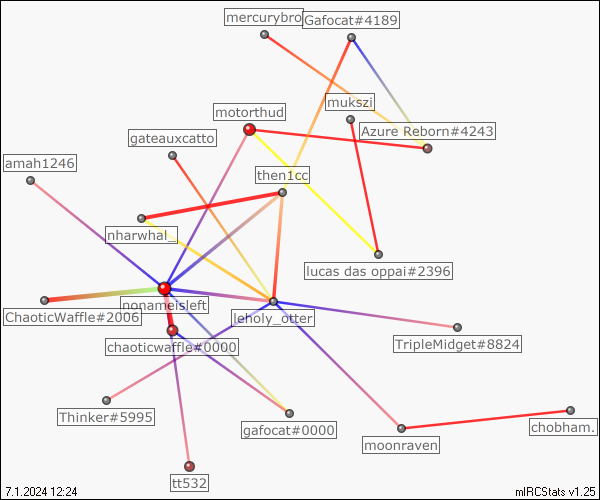 mercurybro
Gafocat#4189
mukszi
motorthud
Azure Reborn#4243
gateauxcatto
amah1246
then1cc
nharwhal_
lucas das oppai#2396
nonameisleft
ChaoticWaffle#2006
leholy_otter
TripleMidget#8824
chaoticwaffle#0000
Thinker#5995
gafocat#0000
chobham.
moonraven
tt532
7.1.2024 12:24
mIRCStats v1.25